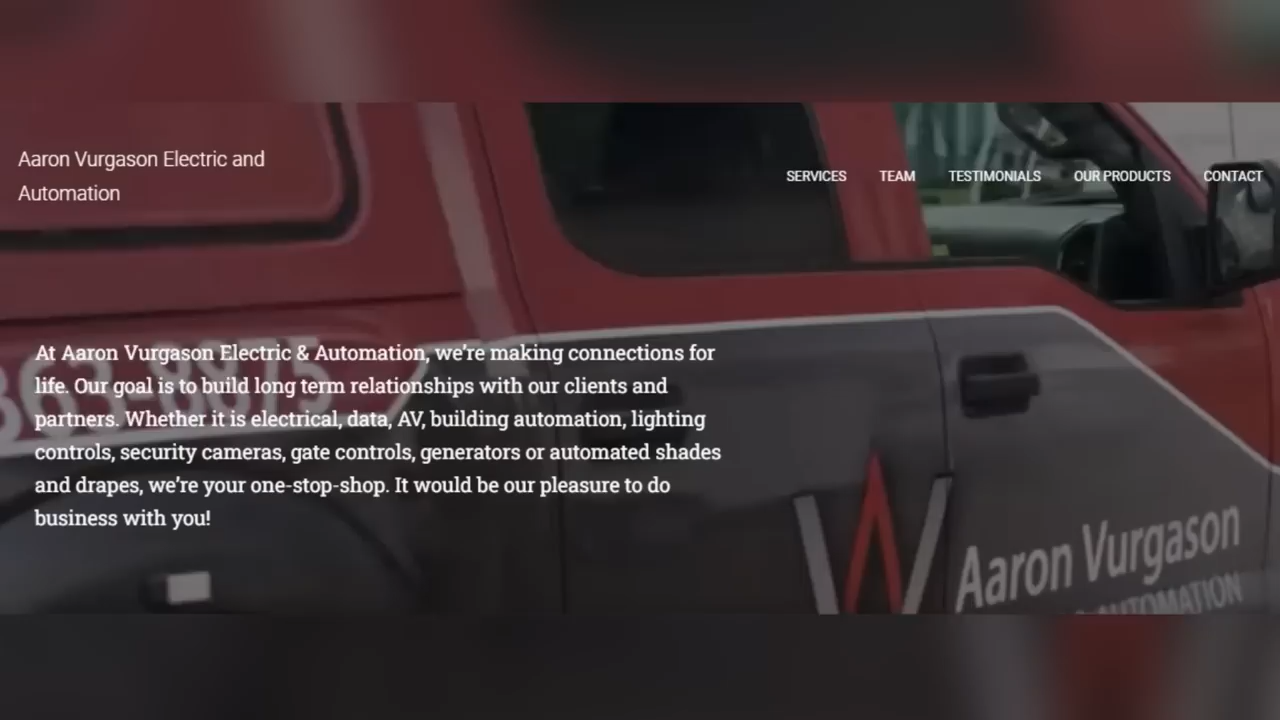 Aaron Vurgason Electric and
Automation
SERVICES TEAM TESTIMONIALS OUR PRODUCTS CONTACT
At Aaron Vurgason Electric & Automation, we’re making connections for
life. Our goal is to build long term relationships with our clients and
partners. Whether it is electrical, data, AV, building automation, lighting
controls, security cameras, gate controls, generators or automated shades
and drapes, we’re your one-stop-shop. It would be our pleasure to do
business with you!
363-8975
Aaron Vurgason
AUTOMATION